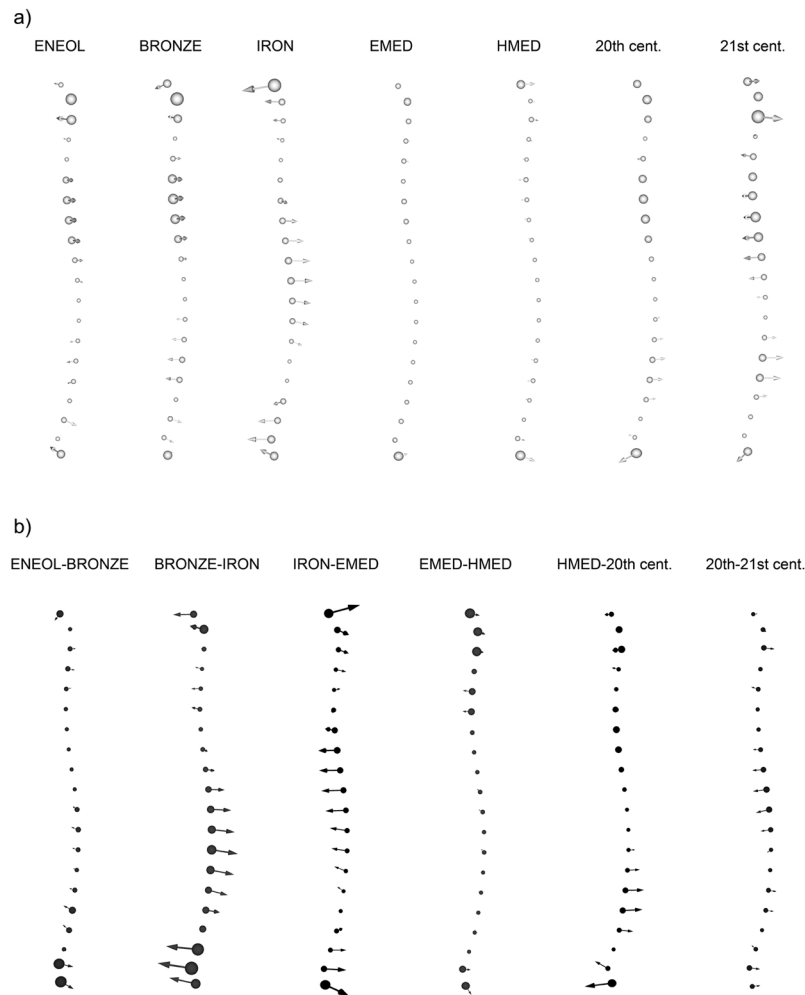 a)
ENEOL BRONZE IRON EMED HMED 20th cent. 21st cent.
b)
ENEOL-BRONZE BRONZE-IRON IRON-EMED EMED-HMED HMED-20th cent. 20th-21st cent.